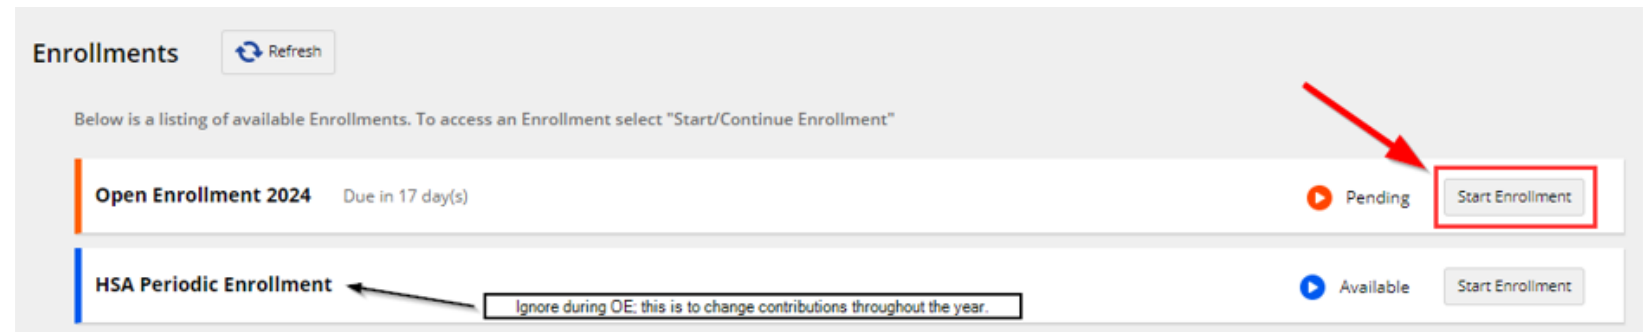 Enrollments
Refresh
Below is a listing of available Enrollments. To access an Enrollment select "Start/Continue Enrollment"
Open Enrollment 2024 Due in 17 day(s) Pending Start Enrollment
HSA Periodic Enrollment Available Start Enrollment
Ignore during OE; this is to change contributions throughout the year.